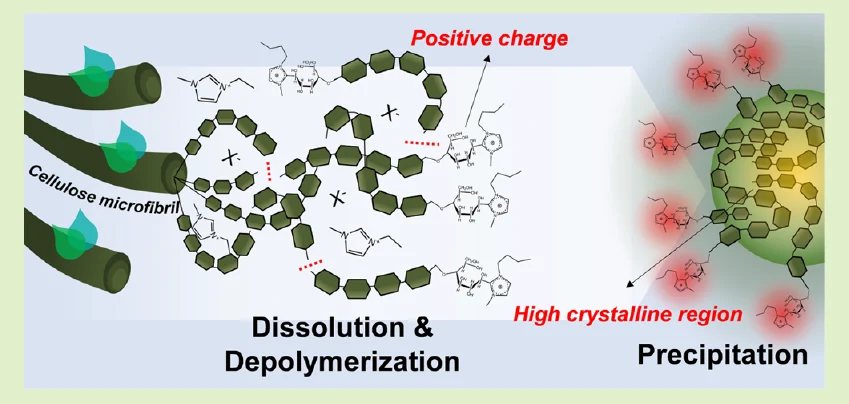 Positive charge
Cellulose microfibril
X-
X-
X-
High crystalline region
Dissolution &
Depolymerization
Precipitation